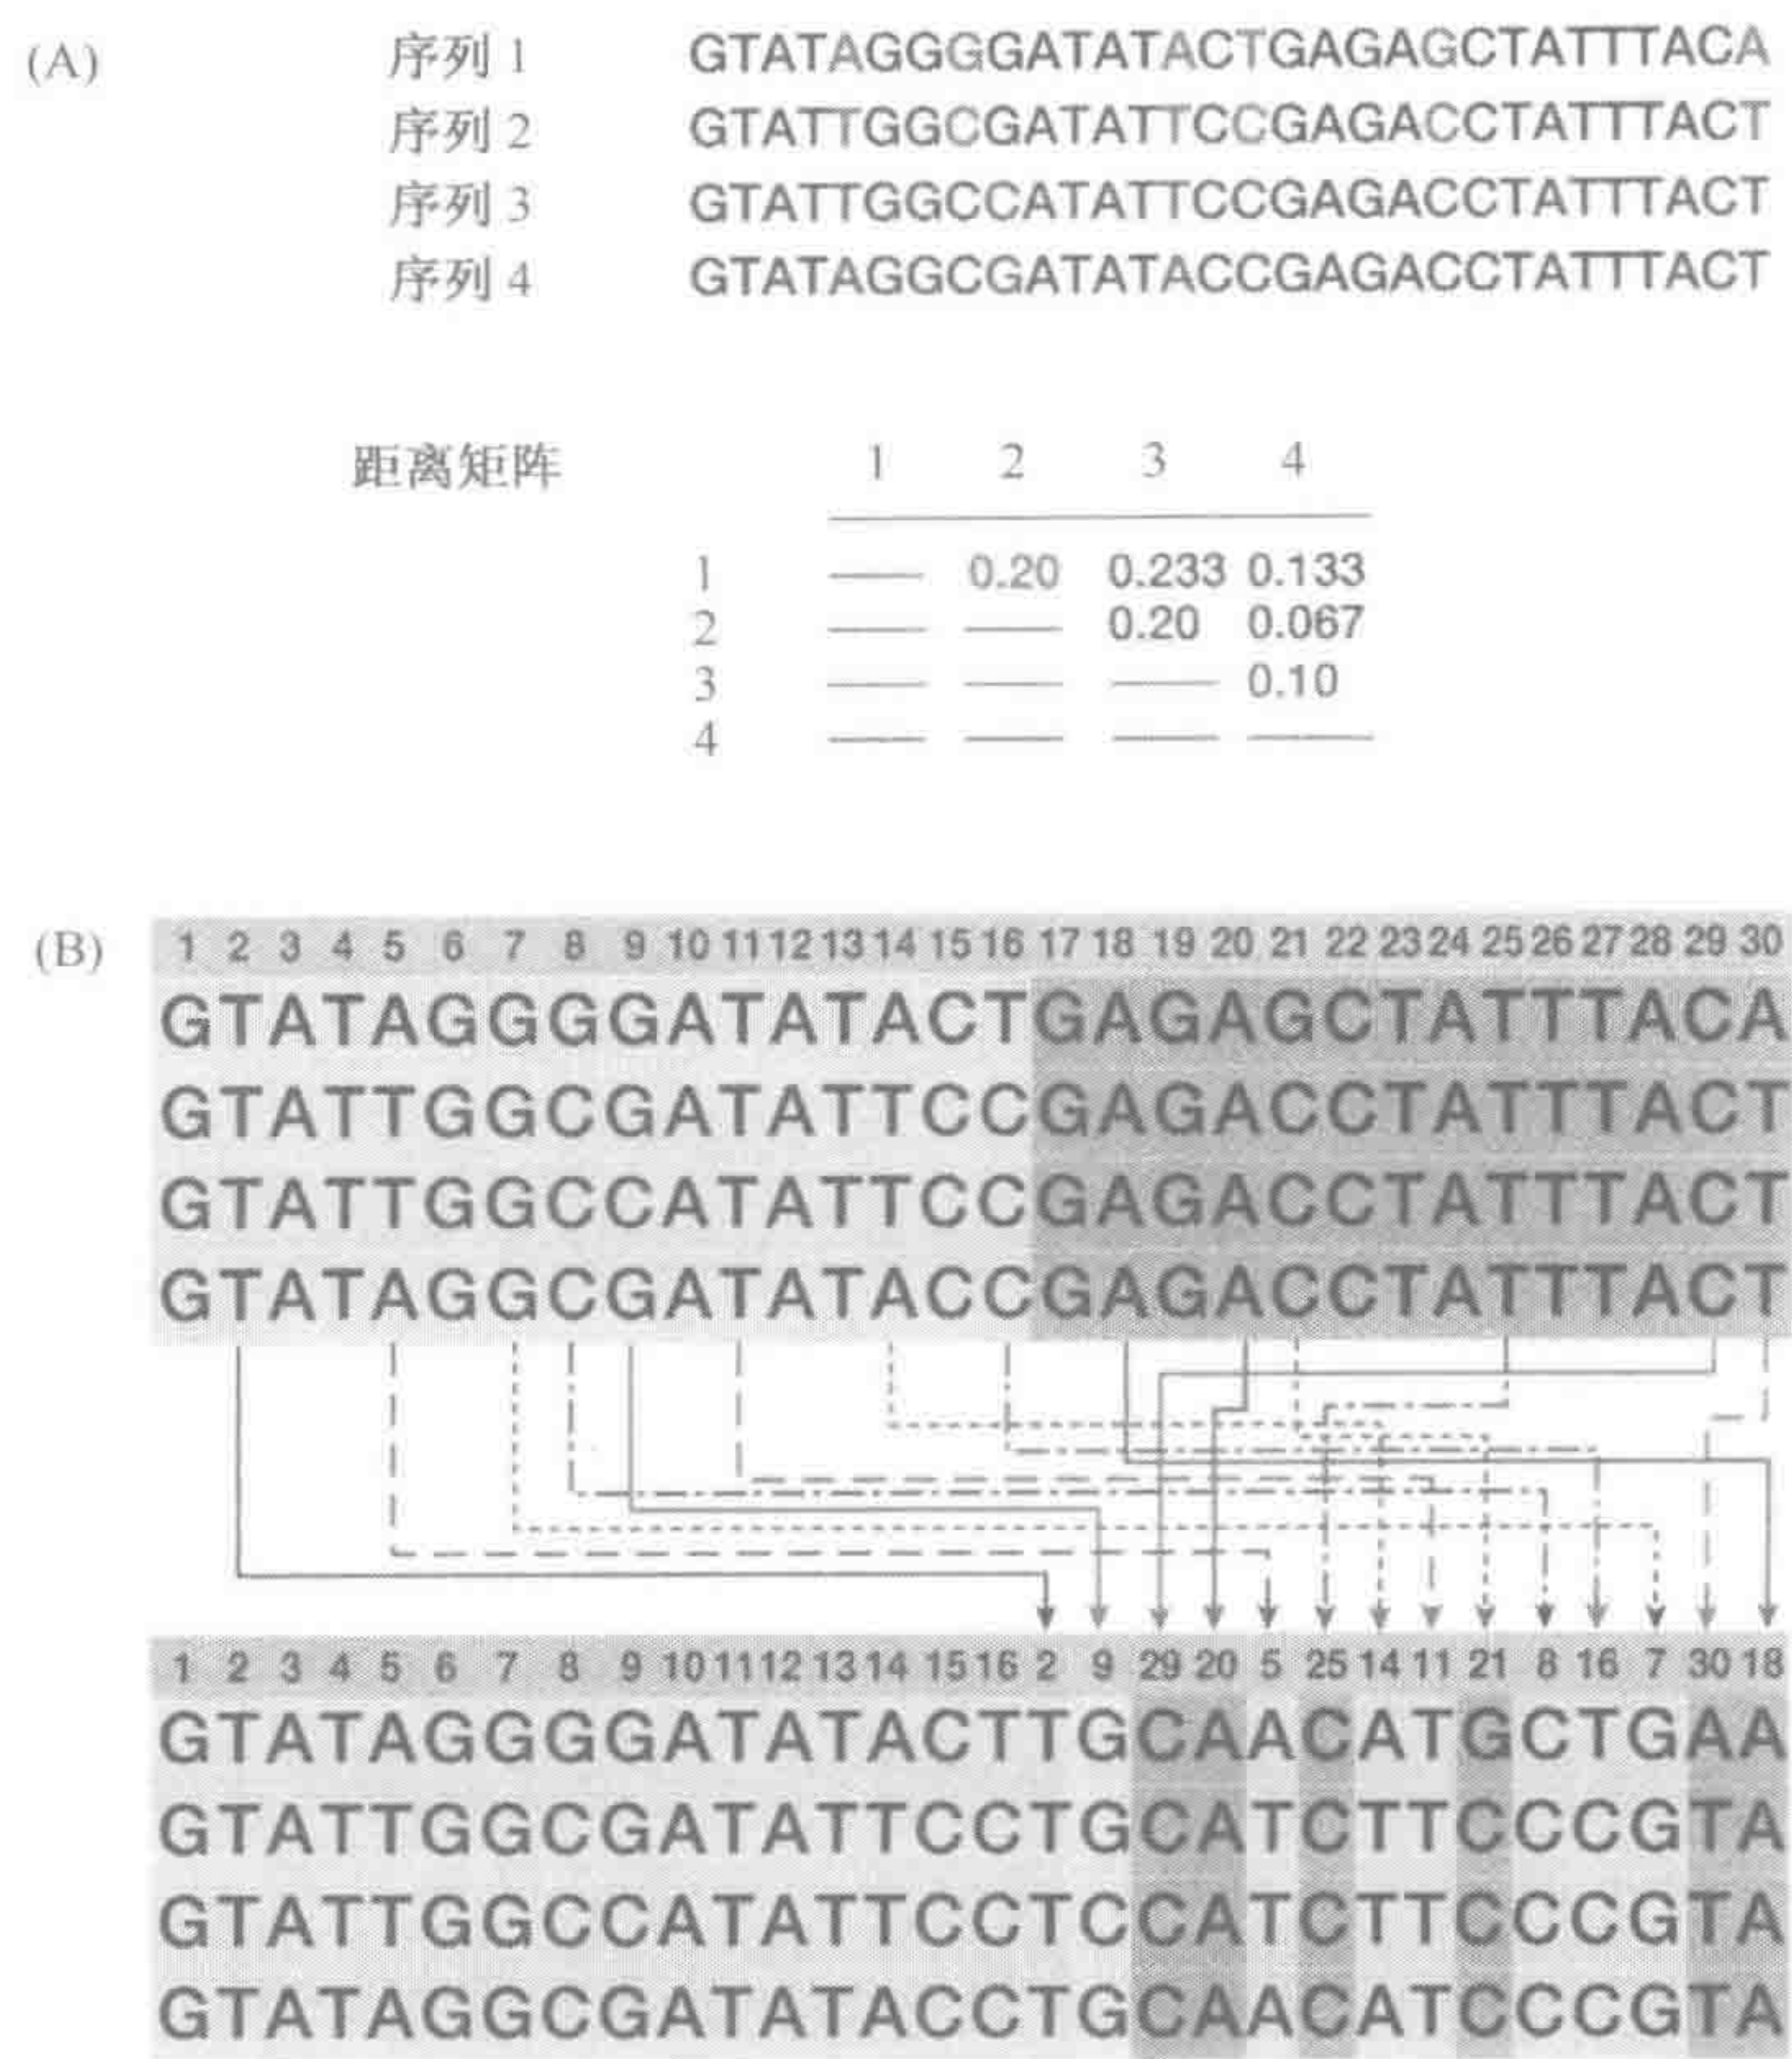 (A)
序列 1 GTATAGGGGATATACTGAGAGCTATTTACA
序列 2 GTATTGGCGATATTCCGAGACCTATTTACT
序列 3 GTATTGGCCATATTCCGAGACCTATTTACT
序列 4 GTATAGGCGATATACCGAGACCTATTTACT
距离矩阵 1 2 3 4
1 — 0.20 0.233 0.133
2 — — 0.20 0.067
3 — — — 0.10
4 — — — —
(B) 1 2 3 4 5 6 7 8 9 10 11 12 13 14 15 16 17 18 19 20 21 22 23 24 25 26 27 28 29 30
GTATAGGGGATATACTGAGAGCTATTTACA
GTATTGGCGATATTCCGAGACCTATTTACT
GTATTGGCCATATTCCGAGACCTATTTACT
GTATAGGCGATATACCGAGACCTATTTACT
1 2 3 4 5 6 7 8 9 10 11 12 13 14 15 16 2 9 29 20 5 25 14 11 21 8 16 7 30 18
GTATAGGGGATATACTTGCAACATGCTGAA
GTATTGGCGATATTCCTGCATCTTCCCGTA
GTATTGGCCATATTCCTCCATCTTCCCGTA
GTATAGGCGATATACCTGCAACATCCCGTA